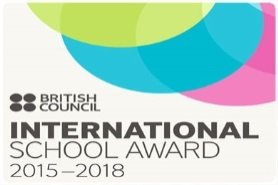 BRITISH
COUNCIL
INTERNATIONAL
SCHOOL AWARD
2015–2018